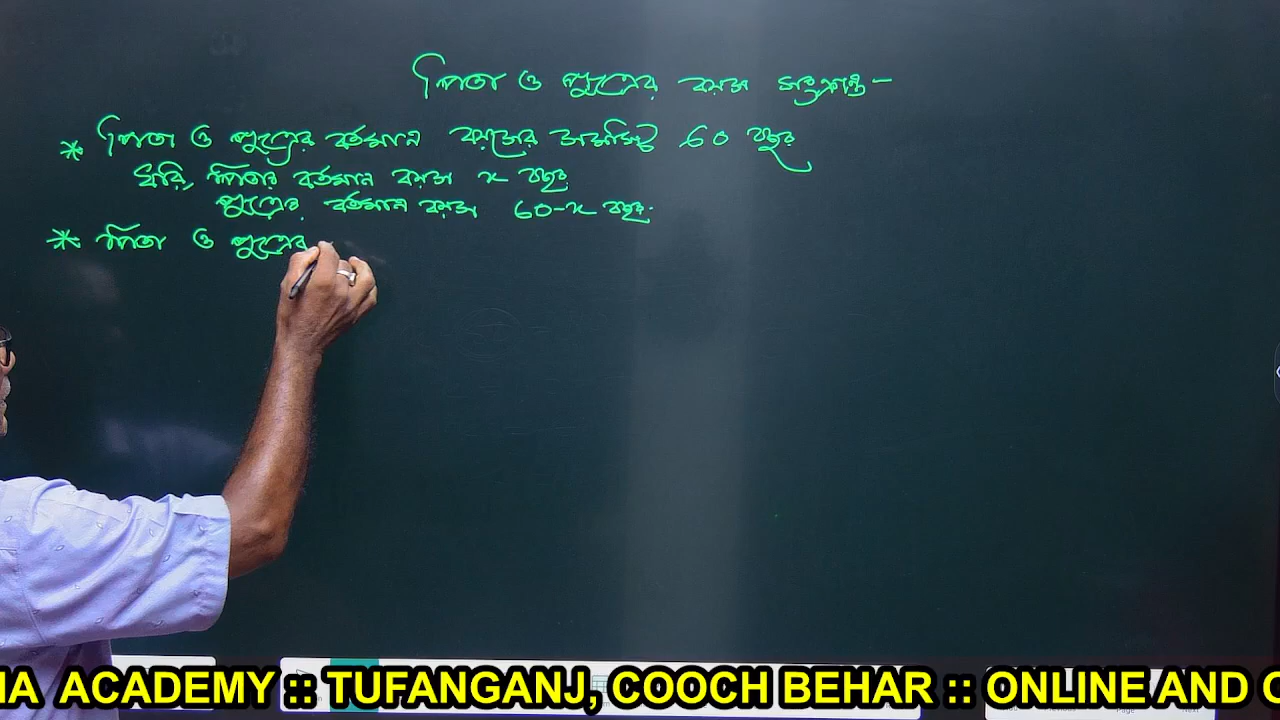 পিতা ও পুত্রের বয়স সংক্রান্ত -
* পিতা ও পুত্রের বর্তমান বয়সের সমষ্টি 60 বছর
ধরি, পিতার বর্তমান বয়স x বছর
পুত্রের বর্তমান বয়স 60-x বছর.
* পিতা ও পুত্রের
IA ACADEMY :: TUFANGANJ, COOCH BEHAR :: ONLINE AND O